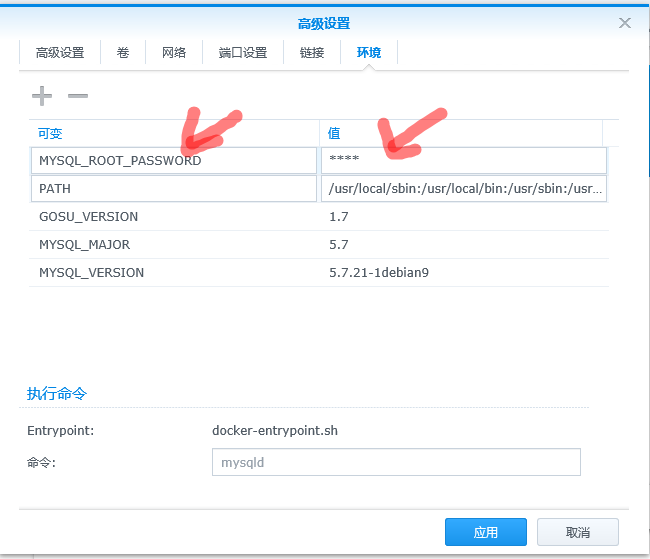 高级设置
高级设置 卷 网络 端口设置 链接 环境
可变 值
MYSQL_ROOT_PASSWORD ****
PATH /usr/local/sbin:/usr/local/bin:/usr/sbin:/usr...
GOSU_VERSION 1.7
MYSQL_MAJOR 5.7
MYSQL_VERSION 5.7.21-1debian9
执行命令
Entrypoint: docker-entrypoint.sh
命令: mysqld
应用 取消